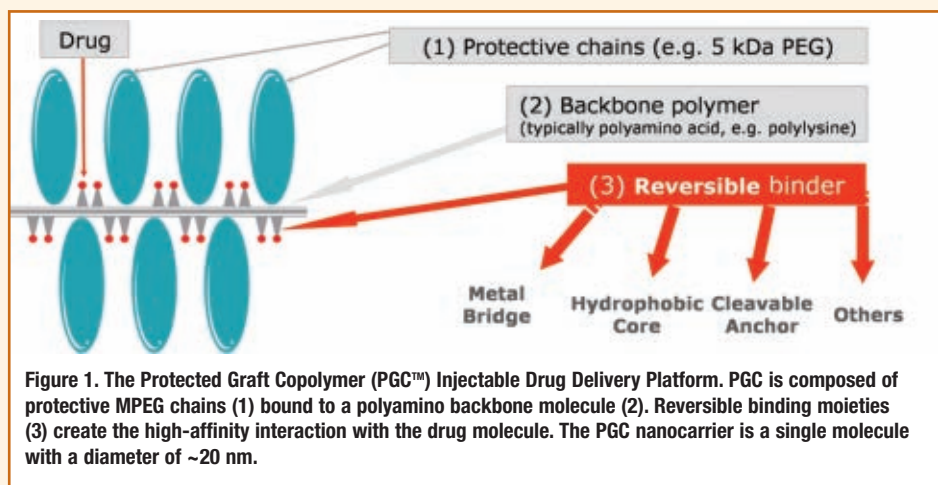 Drug
(1) Protective chains (e.g. 5 kDa PEG)
(2) Backbone polymer
(typically polyamino acid, e.g. polylysine)
(3) Reversible binder
Metal
Bridge
Hydrophobic
Core
Cleavable
Anchor
Others
Figure 1. The Protected Graft Copolymer (PGC™) Injectable Drug Delivery Platform. PGC is composed of
protective MPEG chains (1) bound to a polyamino backbone molecule (2). Reversible binding moieties
(3) create the high-affinity interaction with the drug molecule. The PGC nanocarrier is a single molecule
with a diameter of ~20 nm.